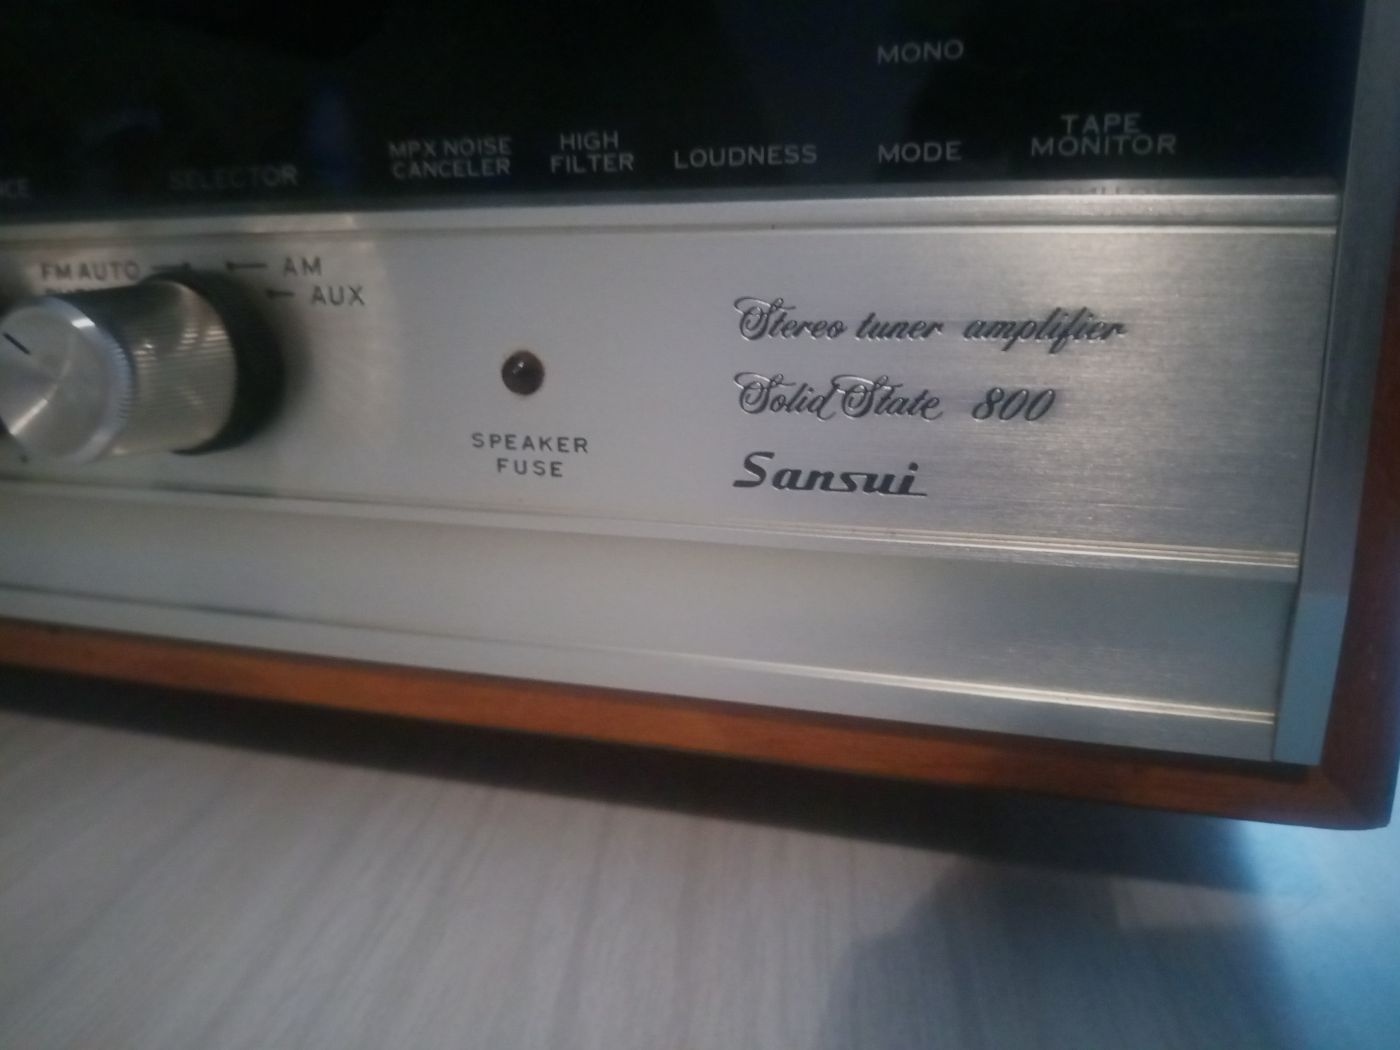 MONO
MPX NOISE
CANCELER
HIGH
FILTER
LOUDNESS
MODE
TAPE
MONITOR
SELECTOR
FM AUTO
AM
AUX
SPEAKER
FUSE
Stereo tuner amplifier
Solid State 800
Sansui